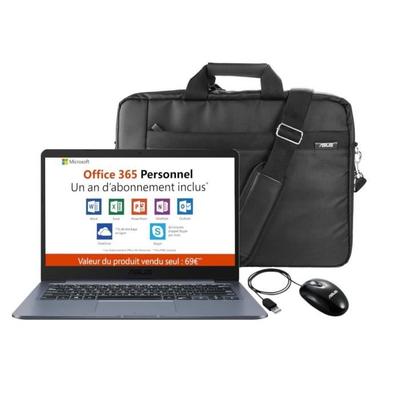 Microsoft
Office 365 Personnel
Un an d'abonnement inclus*
Word Excel PowerPoint OneNote Outlook
OneDrive
Skype
Valeur du produit vendu seul : 69€**
ASUS
ASUS